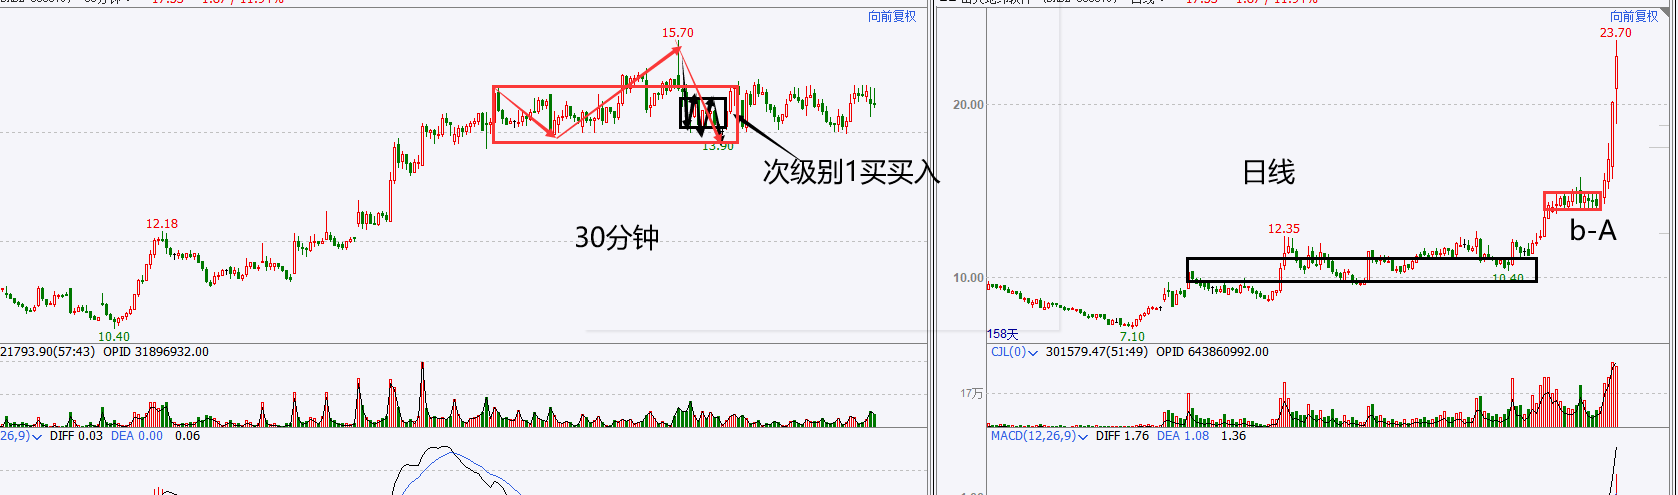 向前复权
向前复权
15.70
23.70
20.00
13.90
次级别1买买入
日线
12.18
30分钟
12.35
b-A
10.40
10.00
10.40
158天
7.10
21793.90(57:43) OPID 31896932.00
CJL(0) 301579.47(51:49) OPID 643860992.00
17万
26,9) DIFF 0.03 DEA 0.00 0.06
MACD(12,26,9) DIFF 1.76 DEA 1.08 1.36